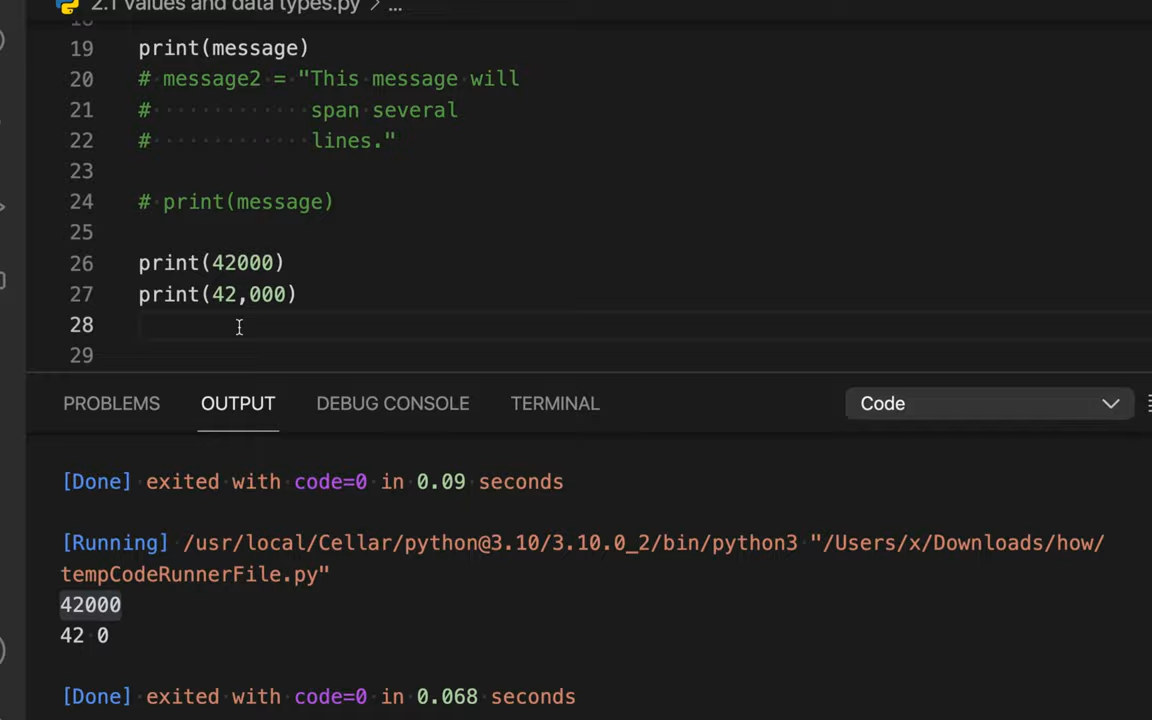 2.1 Values and data types.py > ...
18
19 print(message)
20 # message2 = "This message will
21 # span several
22 # lines."
23
24 # print(message)
25
26 print(42000)
27 print(42,000)
28
29
PROBLEMS OUTPUT DEBUG CONSOLE TERMINAL Code
[Done] exited with code=0 in 0.09 seconds
[Running] /usr/local/Cellar/python@3.10/3.10.0_2/bin/python3 "/Users/x/Downloads/how/
tempCodeRunnerFile.py"
42000
42 0
[Done] exited with code=0 in 0.068 seconds